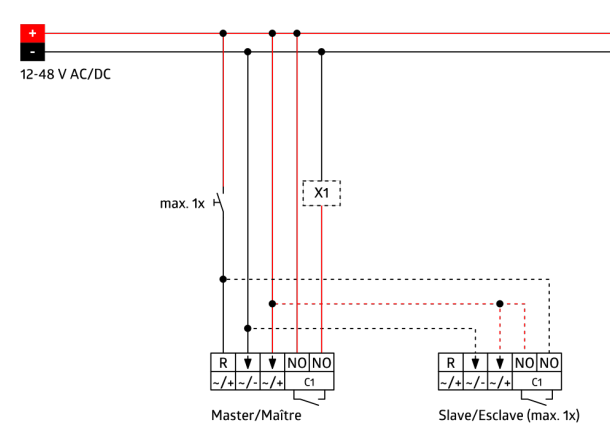 +
-
12-48 V AC/DC
X1
max. 1x
R NO NO
~/+ ~/- ~/+ C1
Master/Maître
R NO NO
~/+ ~/- ~/+ C1
Slave/Esclave (max. 1x)